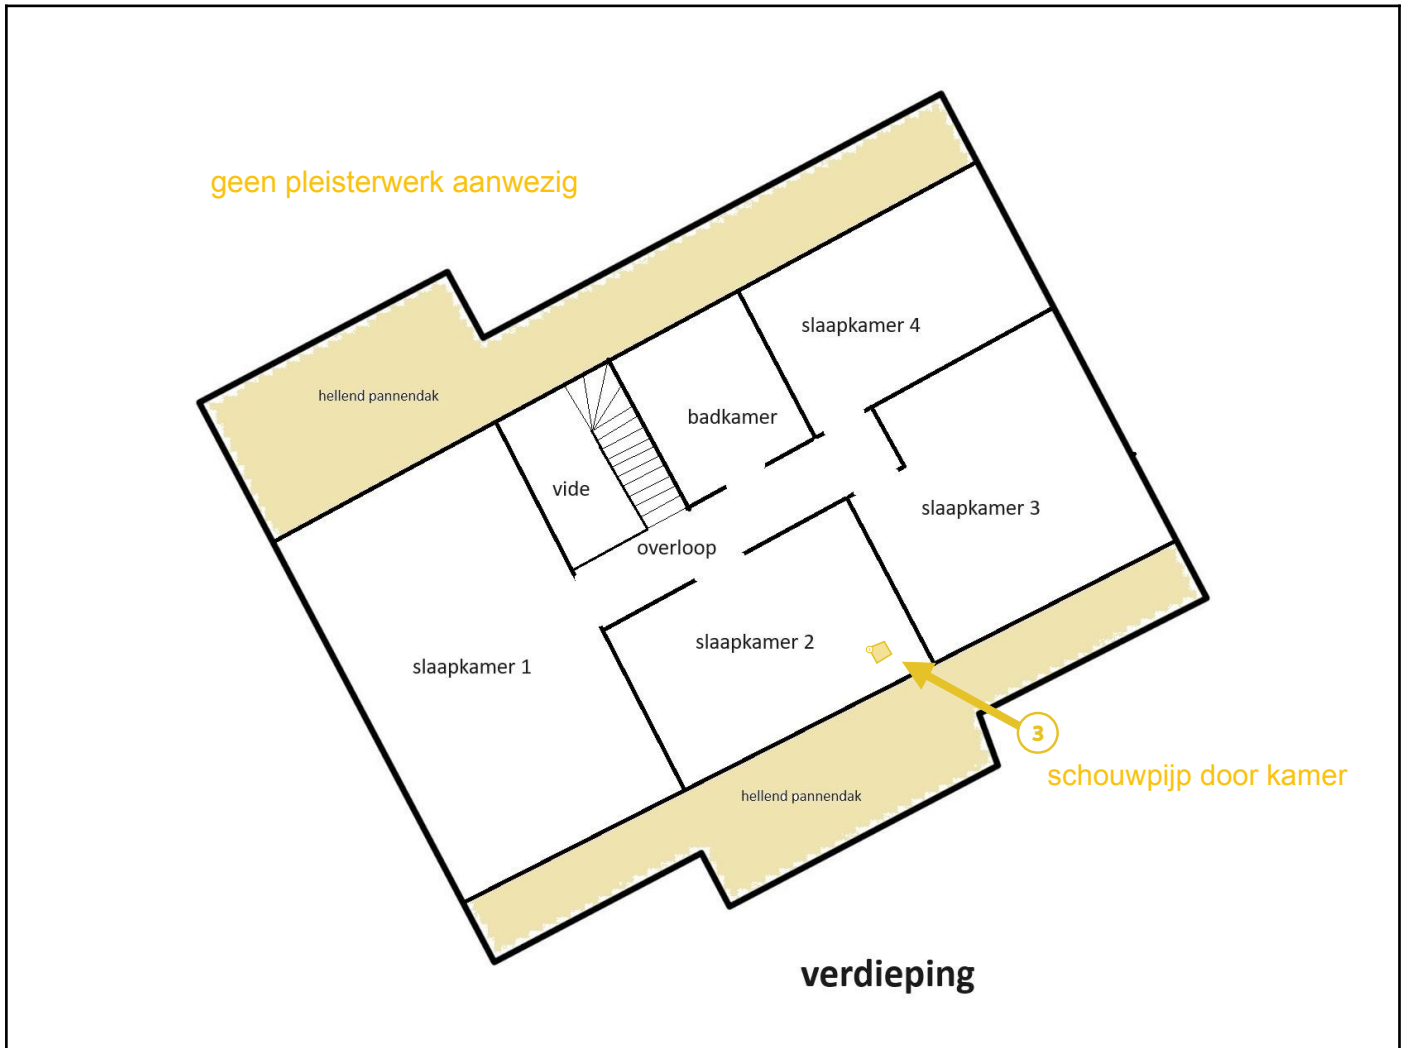 geen pleisterwerk aanwezig
slaapkamer 4
hellend pannendak
badkamer
vide
slaapkamer 3
overloop
slaapkamer 2
slaapkamer 1
3
schouwpijp door kamer
hellend pannendak
verdieping